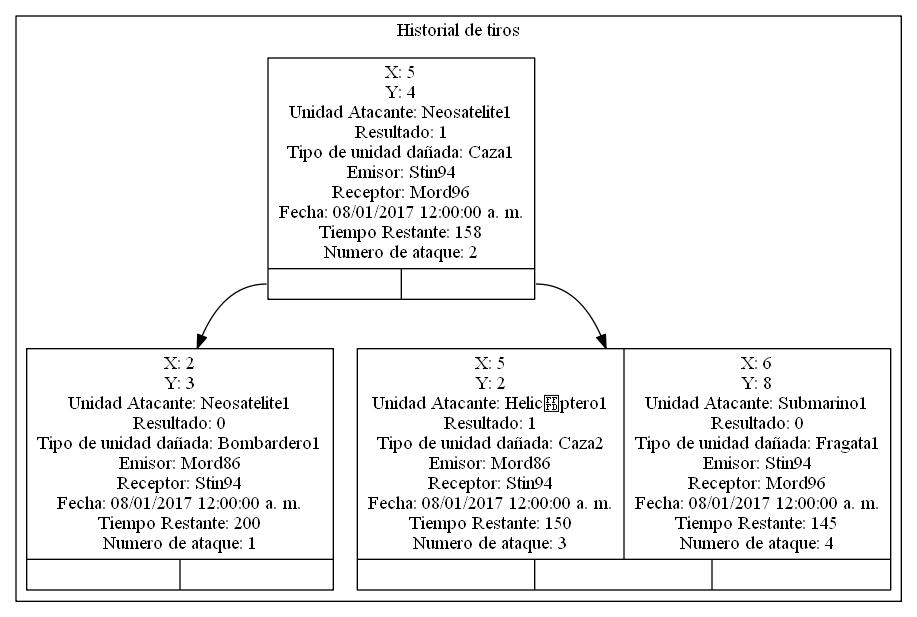 Historial de tiros
X: 5
Y: 4
Unidad Atacante: Neosatelite1
Resultado: 1
Tipo de unidad dañada: Caza1
Emisor: Stin94
Receptor: Mord96
Fecha: 08/01/2017 12:00:00 a. m.
Tiempo Restante: 158
Numero de ataque: 2
X: 2
Y: 3
Unidad Atacante: Neosatelite1
Resultado: 0
Tipo de unidad dañada: Bombardero1
Emisor: Mord86
Receptor: Stin94
Fecha: 08/01/2017 12:00:00 a. m.
Tiempo Restante: 200
Numero de ataque: 1
X: 5
Y: 2
Unidad Atacante: Helic�ptero1
Resultado: 1
Tipo de unidad dañada: Caza2
Emisor: Mord86
Receptor: Stin94
Fecha: 08/01/2017 12:00:00 a. m.
Tiempo Restante: 150
Numero de ataque: 3
X: 6
Y: 8
Unidad Atacante: Submarino1
Resultado: 0
Tipo de unidad dañada: Fragata1
Emisor: Stin94
Receptor: Mord96
Fecha: 08/01/2017 12:00:00 a. m.
Tiempo Restante: 145
Numero de ataque: 4